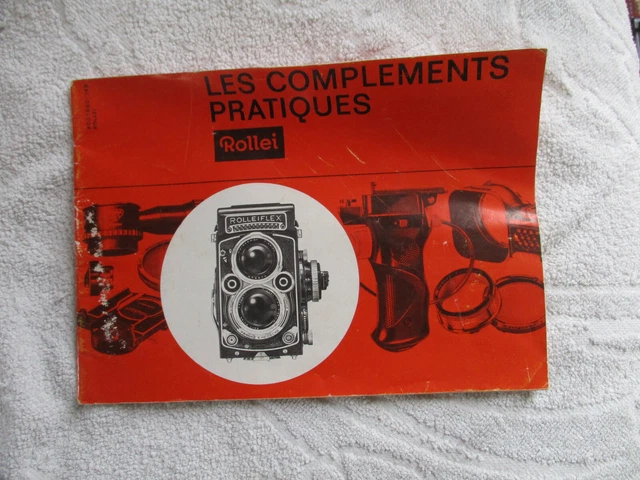 LES COMPLEMENTS
PRATIQUES
Rollei
ROLLEIFLEX